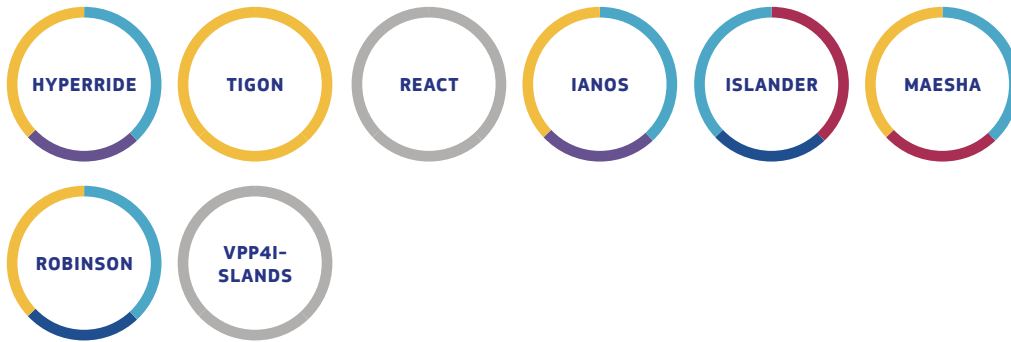 HYPERRIDE
TIGON
REACT
IANOS
ISLANDER
MAESHA
ROBINSON
VPP4I-
SLANDS